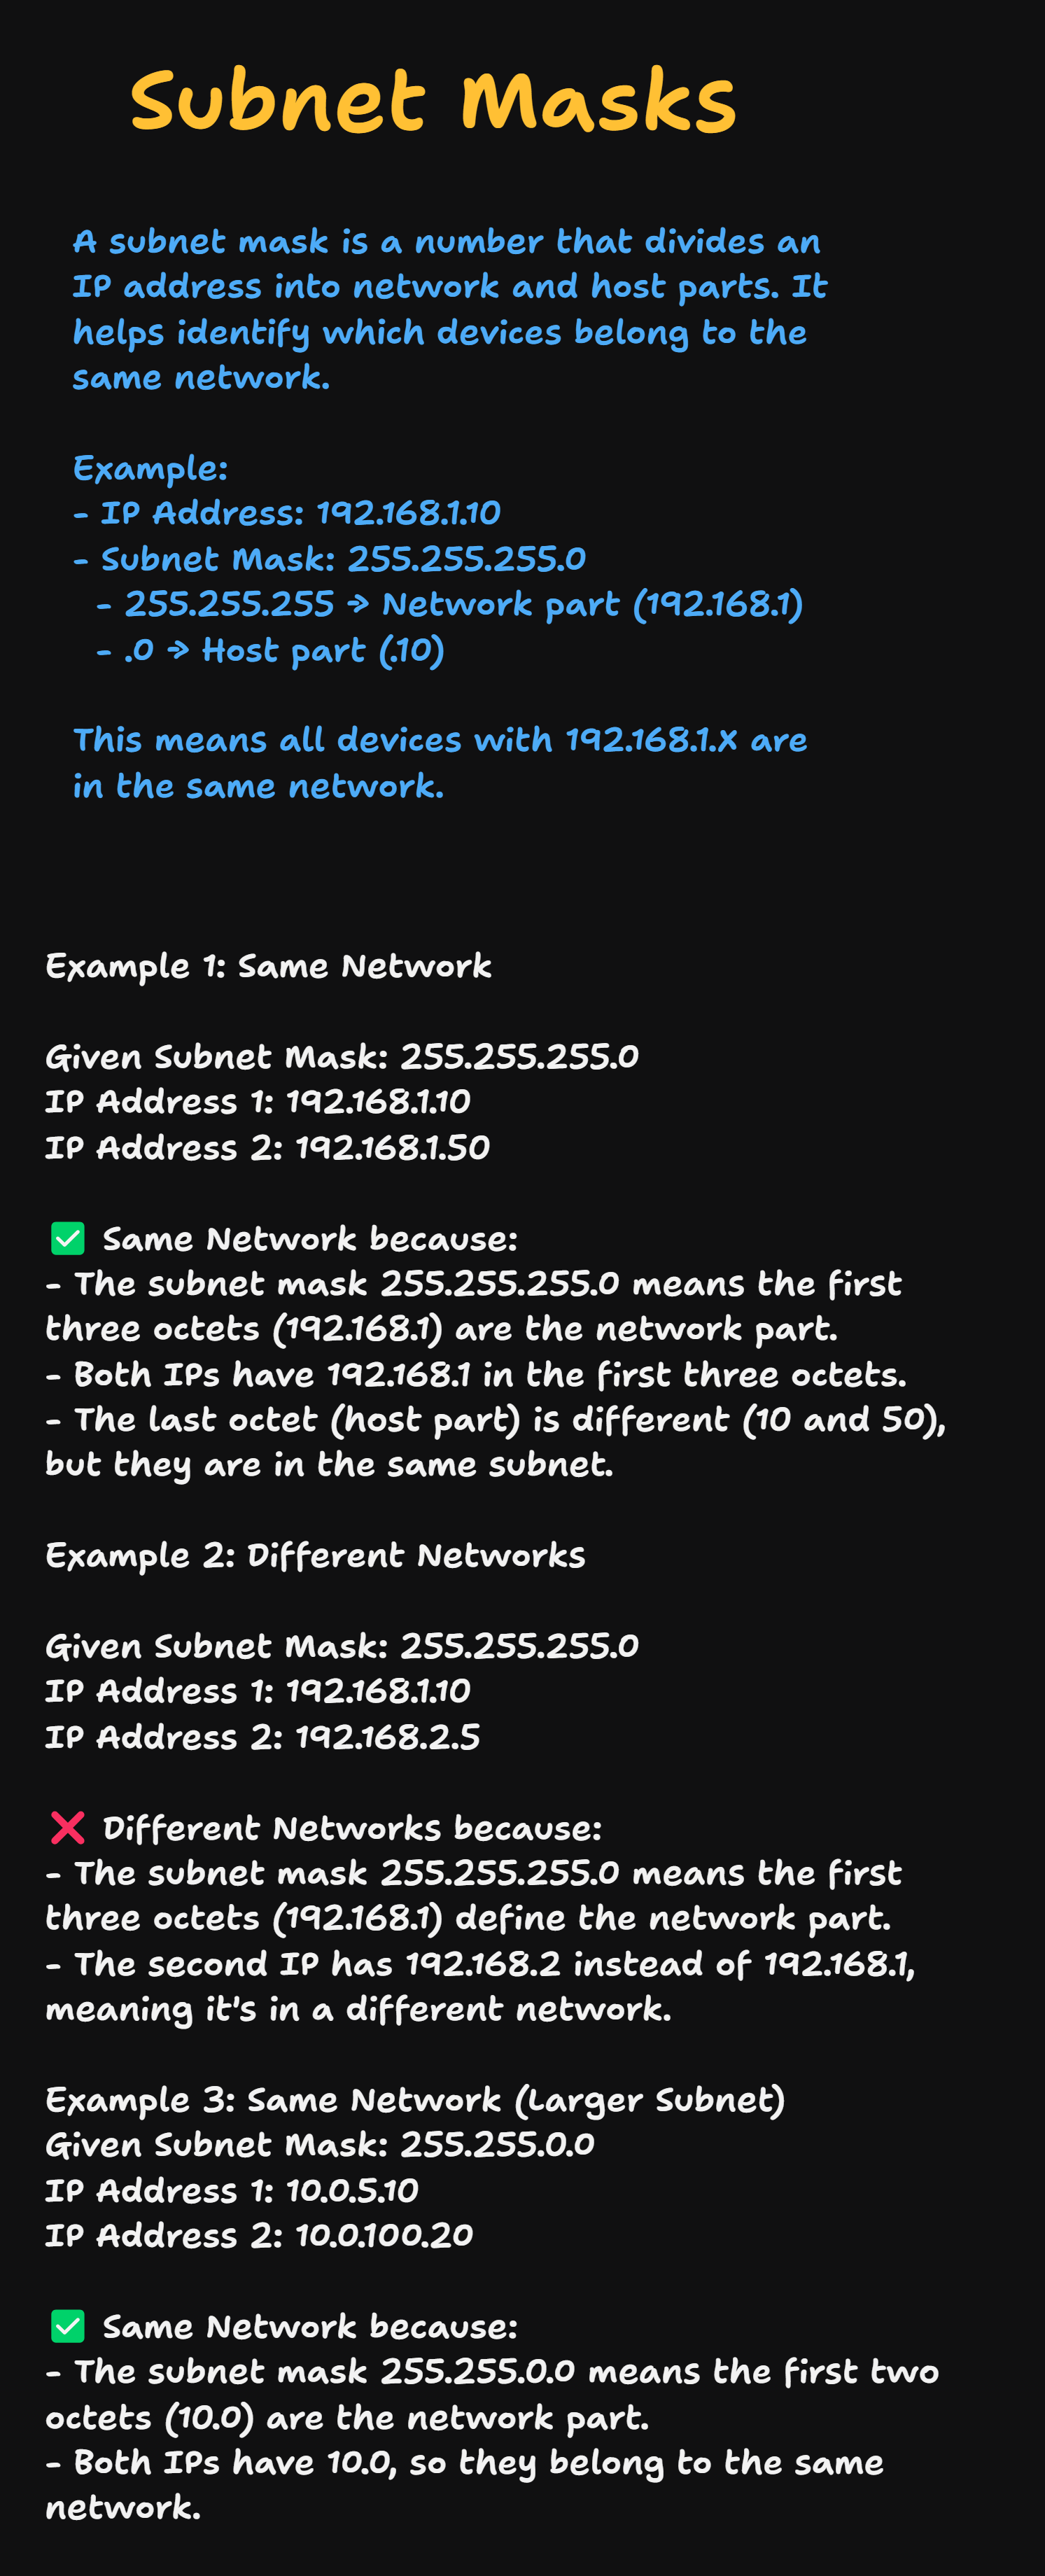 Subnet Masks
A subnet mask is a number that divides an
IP address into network and host parts. It
helps identify which devices belong to the
same network.
Example:
- IP Address: 192.168.1.10
- Subnet Mask: 255.255.255.0
- 255.255.255 → Network part (192.168.1)
- .0 → Host part (.10)
This means all devices with 192.168.1.X are
in the same network.
Example 1: Same Network
Given Subnet Mask: 255.255.255.0
IP Address 1: 192.168.1.10
IP Address 2: 192.168.1.50
✅ Same Network because:
- The subnet mask 255.255.255.0 means the first
three octets (192.168.1) are the network part.
- Both IPs have 192.168.1 in the first three octets.
- The last octet (host part) is different (10 and 50),
but they are in the same subnet.
Example 2: Different Networks
Given Subnet Mask: 255.255.255.0
IP Address 1: 192.168.1.10
IP Address 2: 192.168.2.5
❌ Different Networks because:
- The subnet mask 255.255.255.0 means the first
three octets (192.168.1) define the network part.
- The second IP has 192.168.2 instead of 192.168.1,
meaning it's in a different network.
Example 3: Same Network (Larger Subnet)
Given Subnet Mask: 255.255.0.0
IP Address 1: 10.0.5.10
IP Address 2: 10.0.100.20
✅ Same Network because:
- The subnet mask 255.255.0.0 means the first two
octets (10.0) are the network part.
- Both IPs have 10.0, so they belong to the same
network.